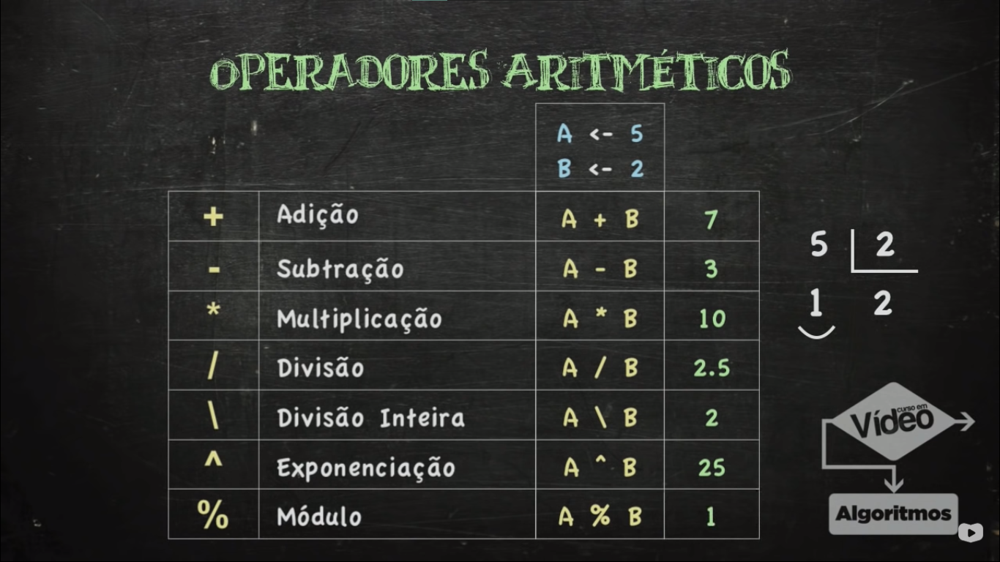 OPERADORES ARITMÉTICOS
A <- 5
B <- 2
+ Adição A + B 7
- Subtração A - B 3
* Multiplicação A * B 10
/ Divisão A / B 2.5
\ Divisão Inteira A \ B 2
^ Exponenciação A ^ B 25
% Módulo A % B 1
5 2
1 2
curso em
Vídeo
Algoritmos